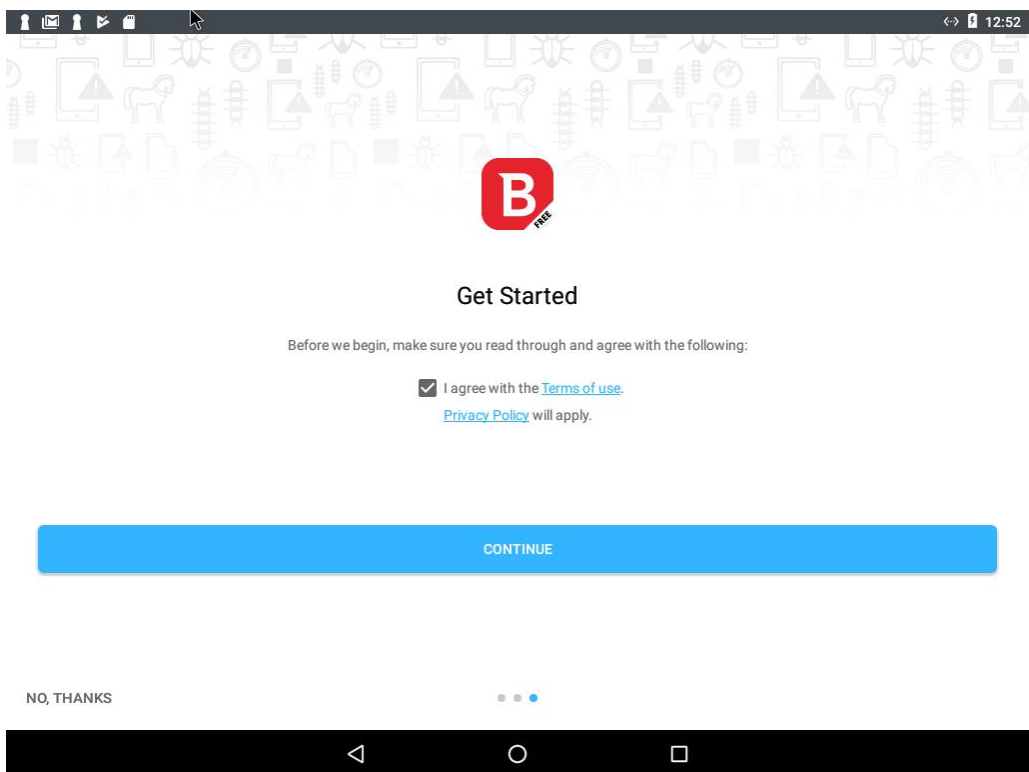 12:52
B
FREE
Get Started
Before we begin, make sure you read through and agree with the following:
I agree with the Terms of use.
Privacy Policy will apply.
CONTINUE
NO, THANKS